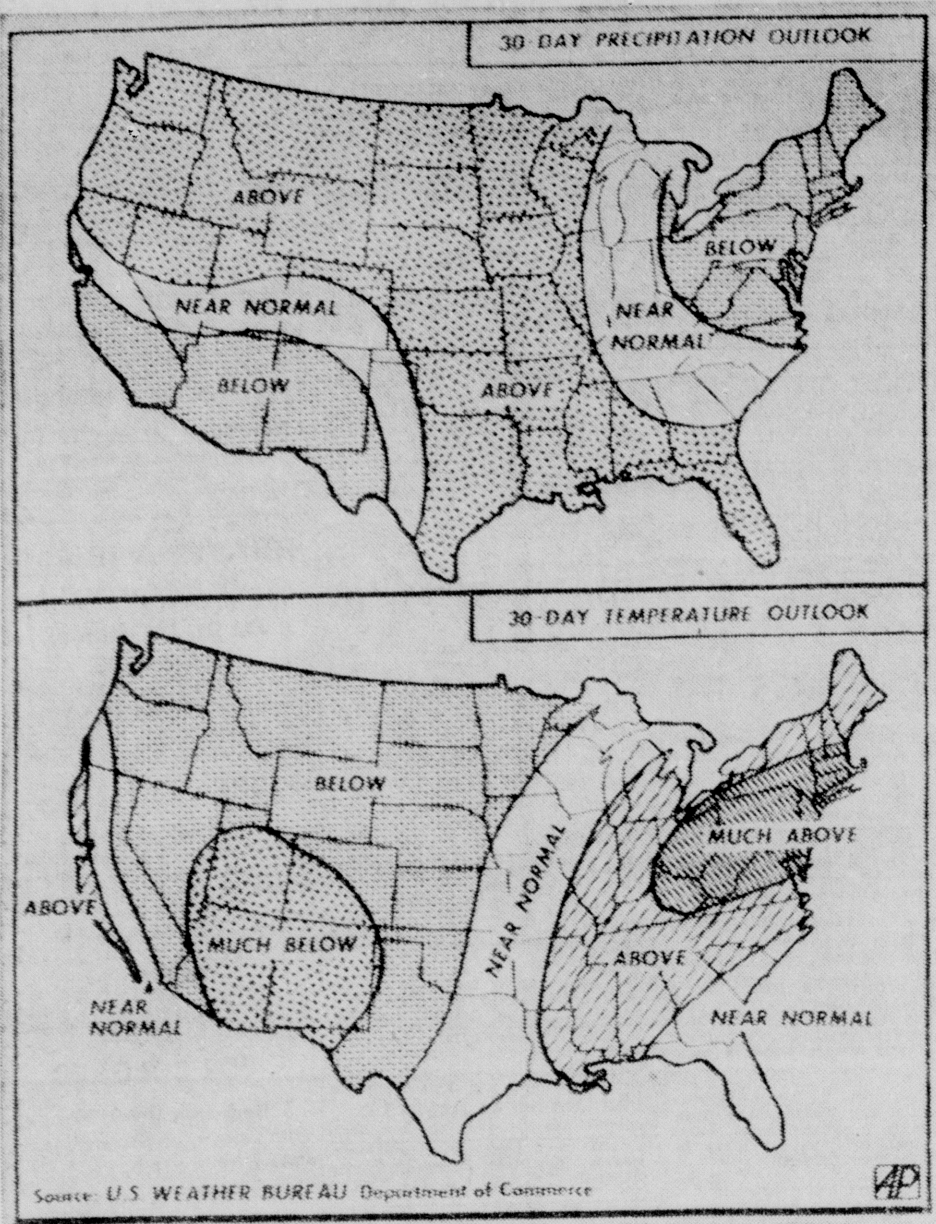 30-DAY PRECIPITATION OUTLOOK
ABOVE
BELOW
NEAR NORMAL
NEAR
NORMAL
BELOW
ABOVE
30-DAY TEMPERATURE OUTLOOK
BELOW
MUCH ABOVE
NEAR NORMAL
ABOVE
MUCH BELOW
ABOVE
NEAR
NORMAL
NEAR NORMAL
Source: U.S. WEATHER BUREAU Department of Commerce
AP